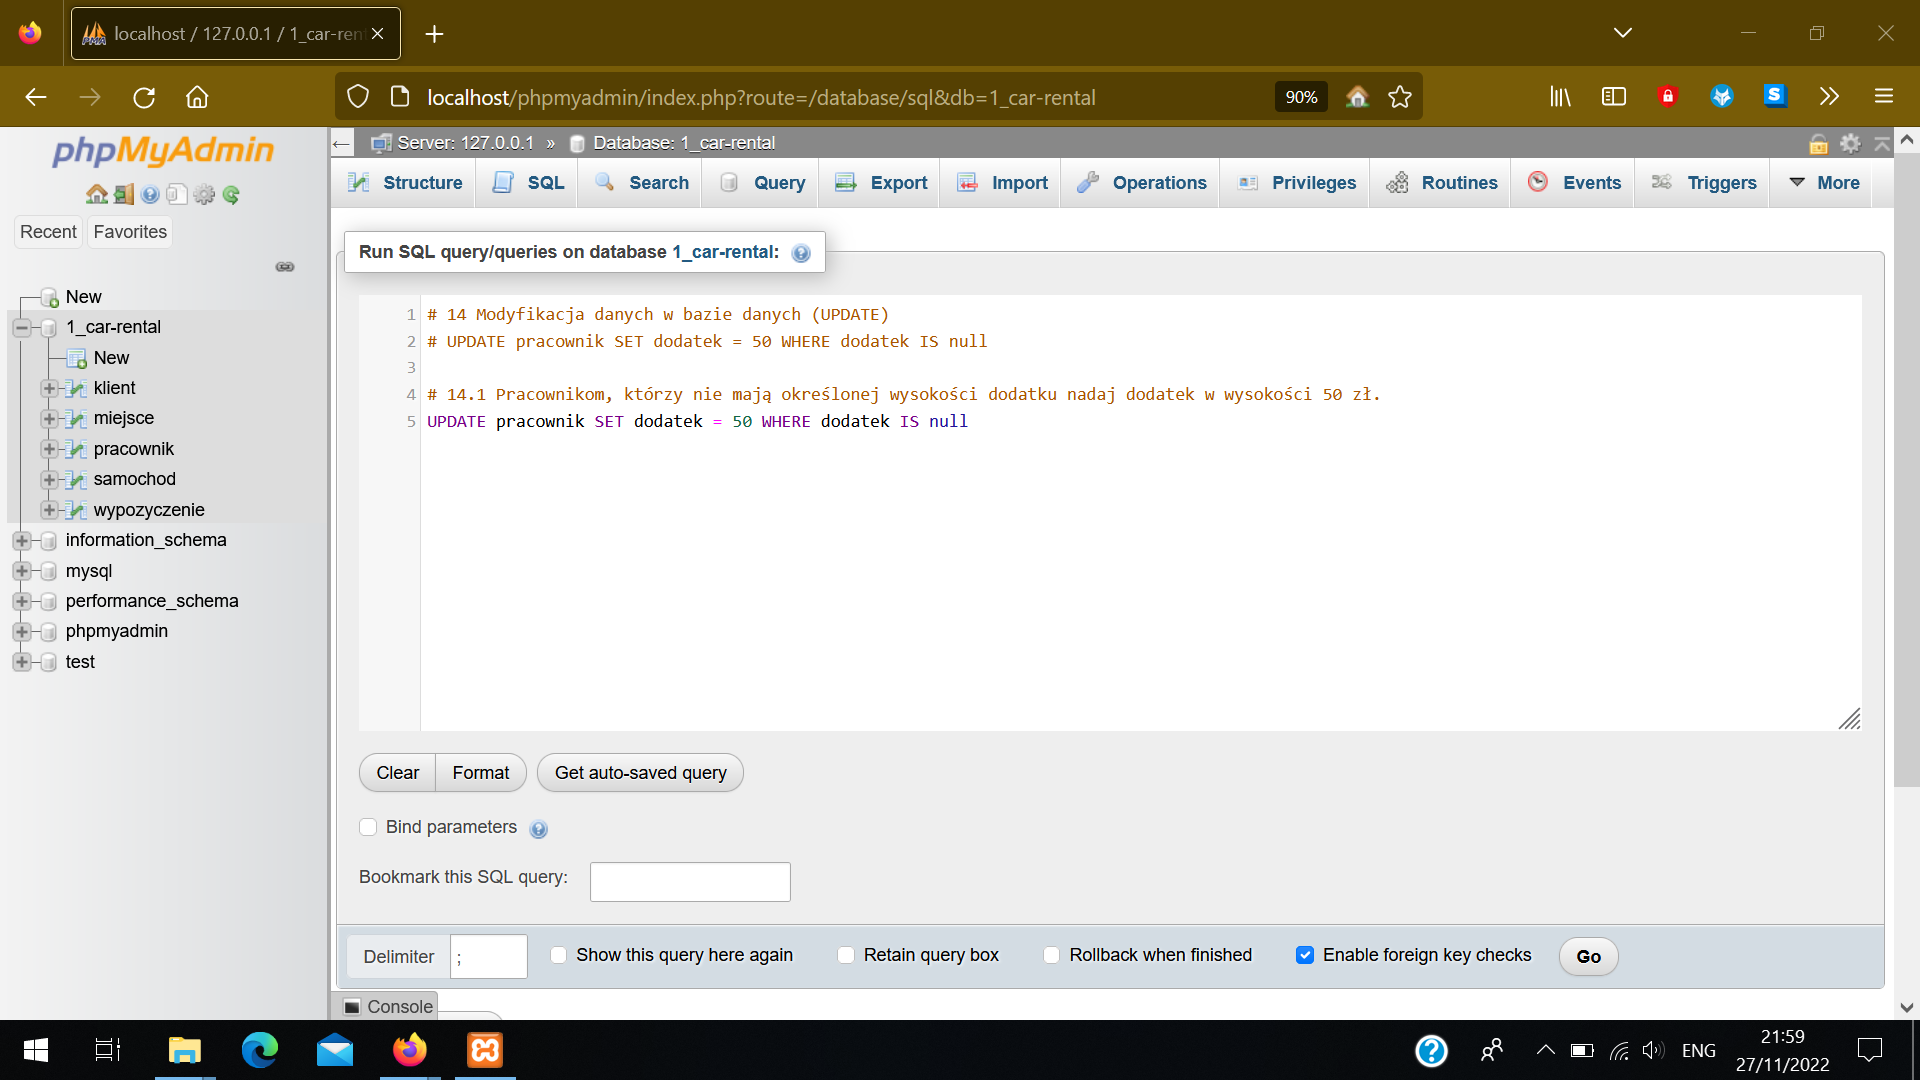 localhost / 127.0.0.1 / 1_car-ren
localhost/phpmyadmin/index.php?route=/database/sql&db=1_car-rental
90%
phpMyAdmin
Recent
Favorites
New
1_car-rental
New
klient
miejsce
pracownik
samochod
wypozyczenie
information_schema
mysql
performance_schema
phpmyadmin
test
Server: 127.0.0.1 » Database: 1_car-rental
Structure
SQL
Search
Query
Export
Import
Operations
Privileges
Routines
Events
Triggers
More
Run SQL query/queries on database 1_car-rental:
1 # 14 Modyfikacja danych w bazie danych (UPDATE)
2 # UPDATE pracownik SET dodatek = 50 WHERE dodatek IS null
3
4 # 14.1 Pracownikom, którzy nie mają określonej wysokości dodatku nadaj dodatek w wysokości 50 zł.
5 UPDATE pracownik SET dodatek = 50 WHERE dodatek IS null
Clear
Format
Get auto-saved query
Bind parameters
Bookmark this SQL query:
Delimiter
;
Show this query here again
Retain query box
Rollback when finished
Enable foreign key checks
Go
Console
ENG
21:59
27/11/2022